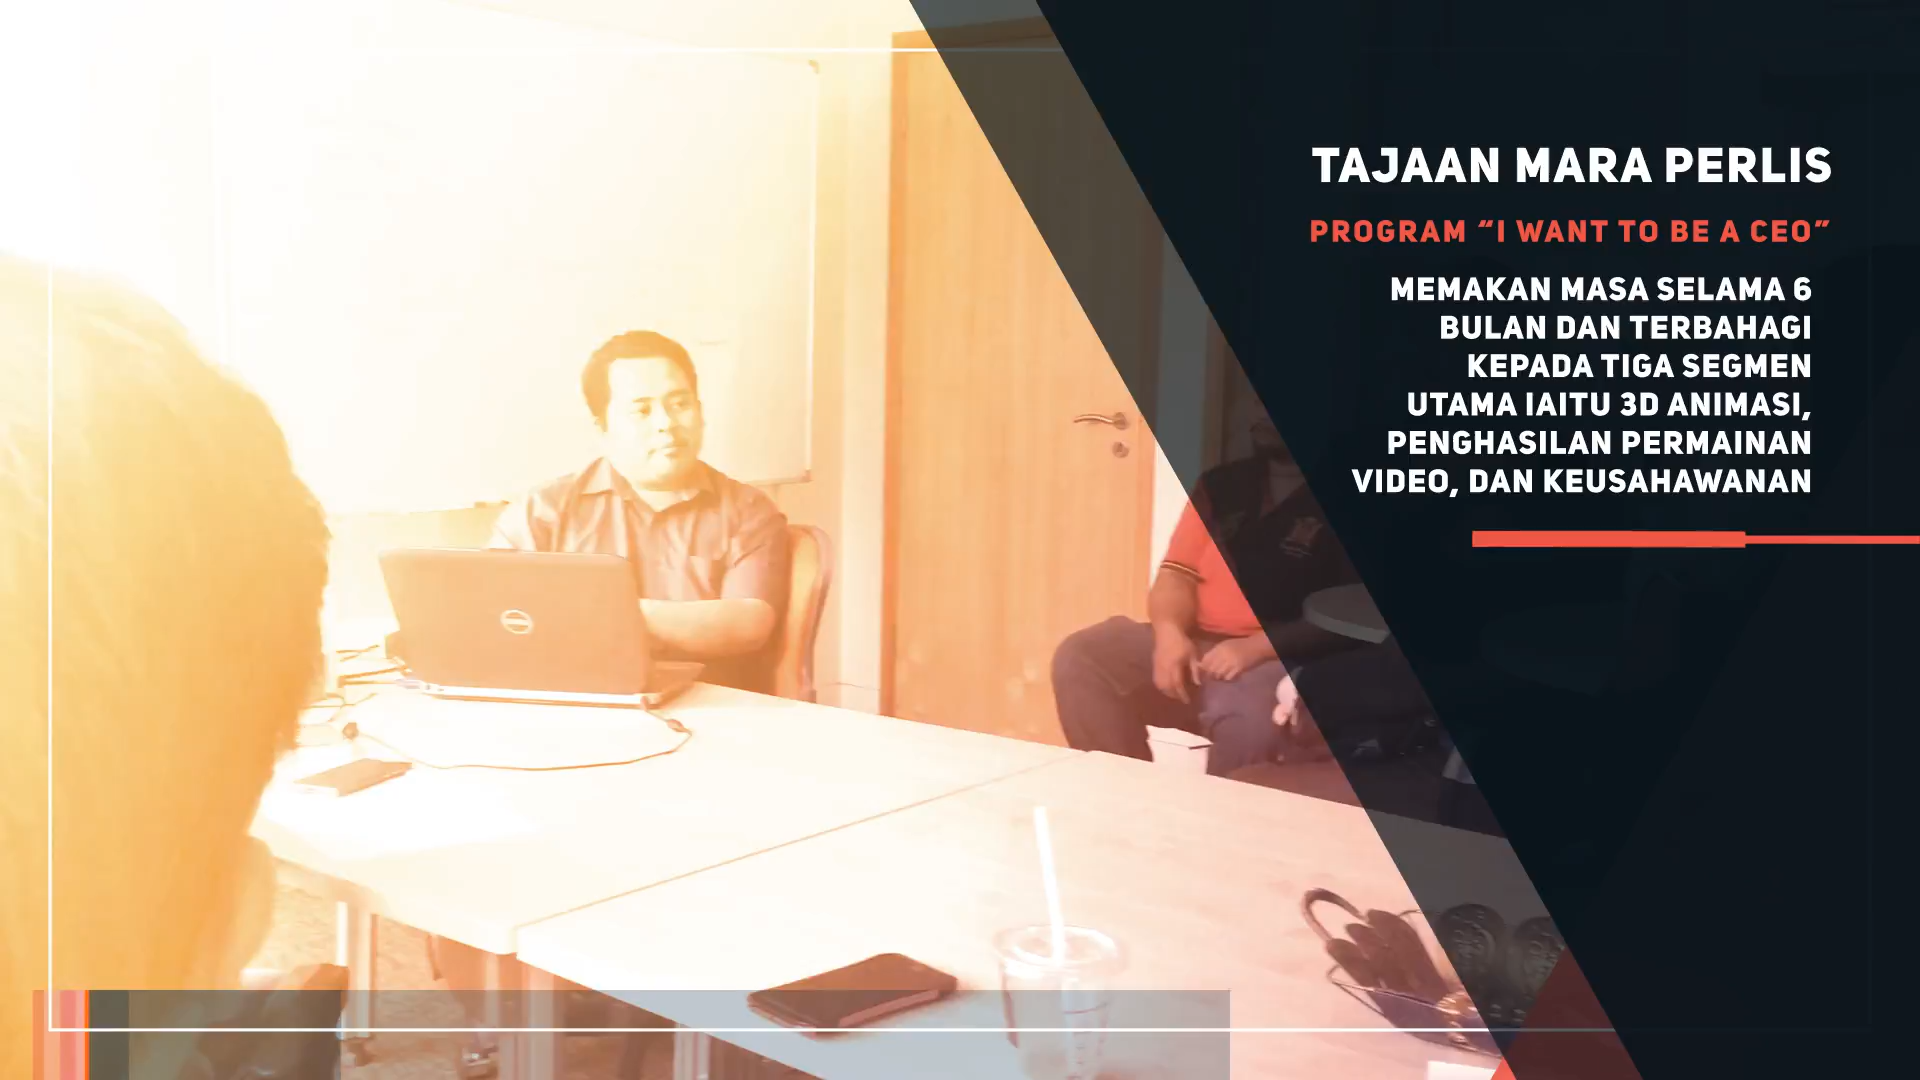 TAJAAN MARA PERLIS
PROGRAM “I WANT TO BE A CEO”
MEMAKAN MASA SELAMA 6
BULAN DAN TERBAHAGI
KEPADA TIGA SEGMEN
UTAMA IAITU 3D ANIMASI,
PENGHASILAN PERMAINAN
VIDEO, DAN KEUSAHAWANAN